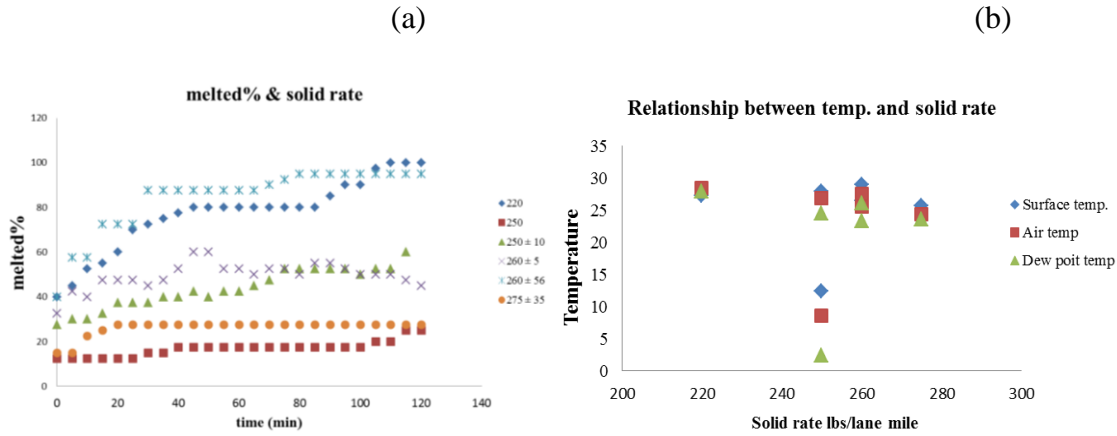 (a)
(b)
melted% & solid rate
120
100
80
60
40
20
0
melted%
0 20 40 60 80 100 120 140
time (min)
220
250
250 ± 10
260 ± 5
260 ± 56
275 ± 35
Relationship between temp. and solid rate
35
30
25
20
15
10
5
0
Temperature
200 220 240 260 280 300
Solid rate lbs/lane mile
Surface temp.
Air temp
Dew poit temp